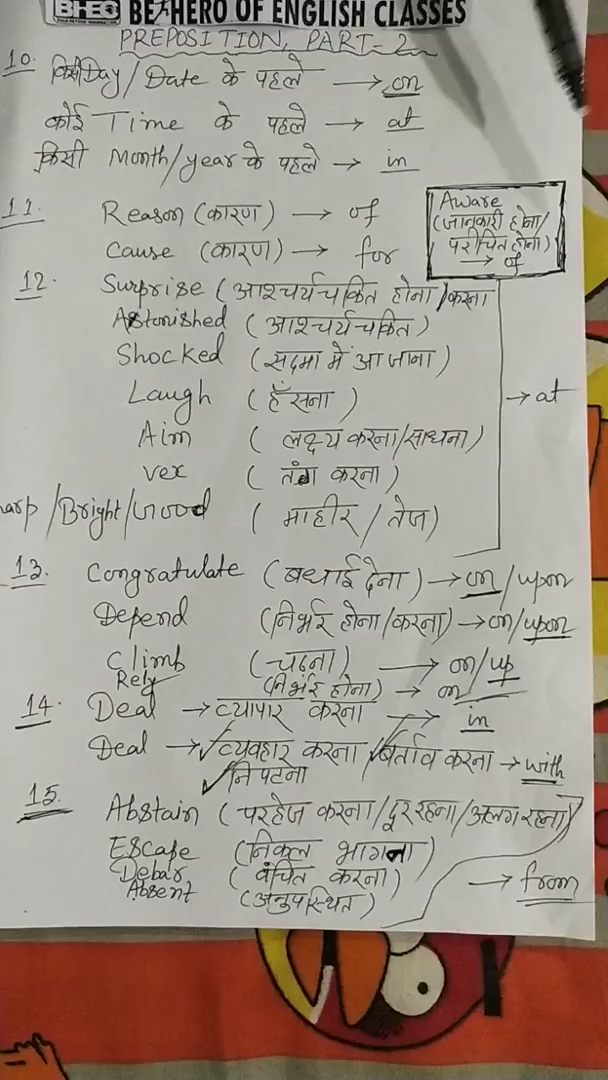 BHEO BE A HERO OF ENGLISH CLASSES
PREPOSITION, PART-2
10. किसी Day/Date के पहले → on
कोई Time के पहले → at
किसी Month/year के पहले → in
11. Reason (कारण) → of
Cause (कारण) → for
Aware
(जानकारी होना/
परीचित होना)
→ of
12. Surprise (आश्चर्यचकित होना/करना
Astonished (आश्चर्यचकित)
Shocked (सदमा में आ जाना)
Laugh (हँसना)
→ at
Aim (लक्ष्य करना/साधना)
vex (तंग करना)
arp/Bright/Good (माहीर/तेज)
13. Congratulate (बधाई देना) → on/upon
Depend (निर्भर होना/करना) → on/upon
Climb (चढ़ना) → on/up
Rely (निर्भर होना) → on
14. Deal → व्यापार करना → in
Deal → व्यवहार करना/बर्ताव करना → with
निपटना
15. Abstain (परहेज करना/दूर रहना/अलग रहना)
Escape (निकल भागना)
Debar (वंचित करना)
→ from
Absent (अनुपस्थित)